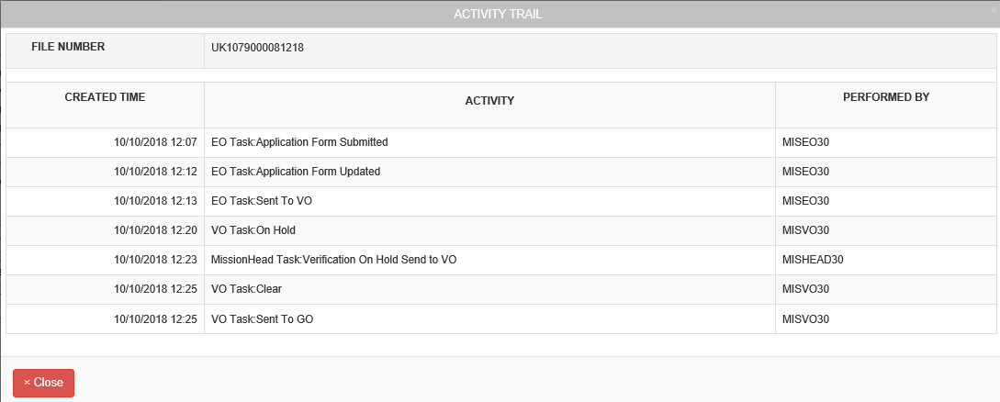 ACTIVITY TRAIL ×
FILE NUMBER UK1079000081218
CREATED TIME ACTIVITY PERFORMED BY
10/10/2018 12:07 EO Task:Application Form Submitted MISEO30
10/10/2018 12:12 EO Task:Application Form Updated MISEO30
10/10/2018 12:13 EO Task:Sent To VO MISEO30
10/10/2018 12:20 VO Task:On Hold MISVO30
10/10/2018 12:23 MissionHead Task:Verification On Hold Send to VO MISHEAD30
10/10/2018 12:25 VO Task:Clear MISVO30
10/10/2018 12:25 VO Task:Sent To GO MISVO30
× Close